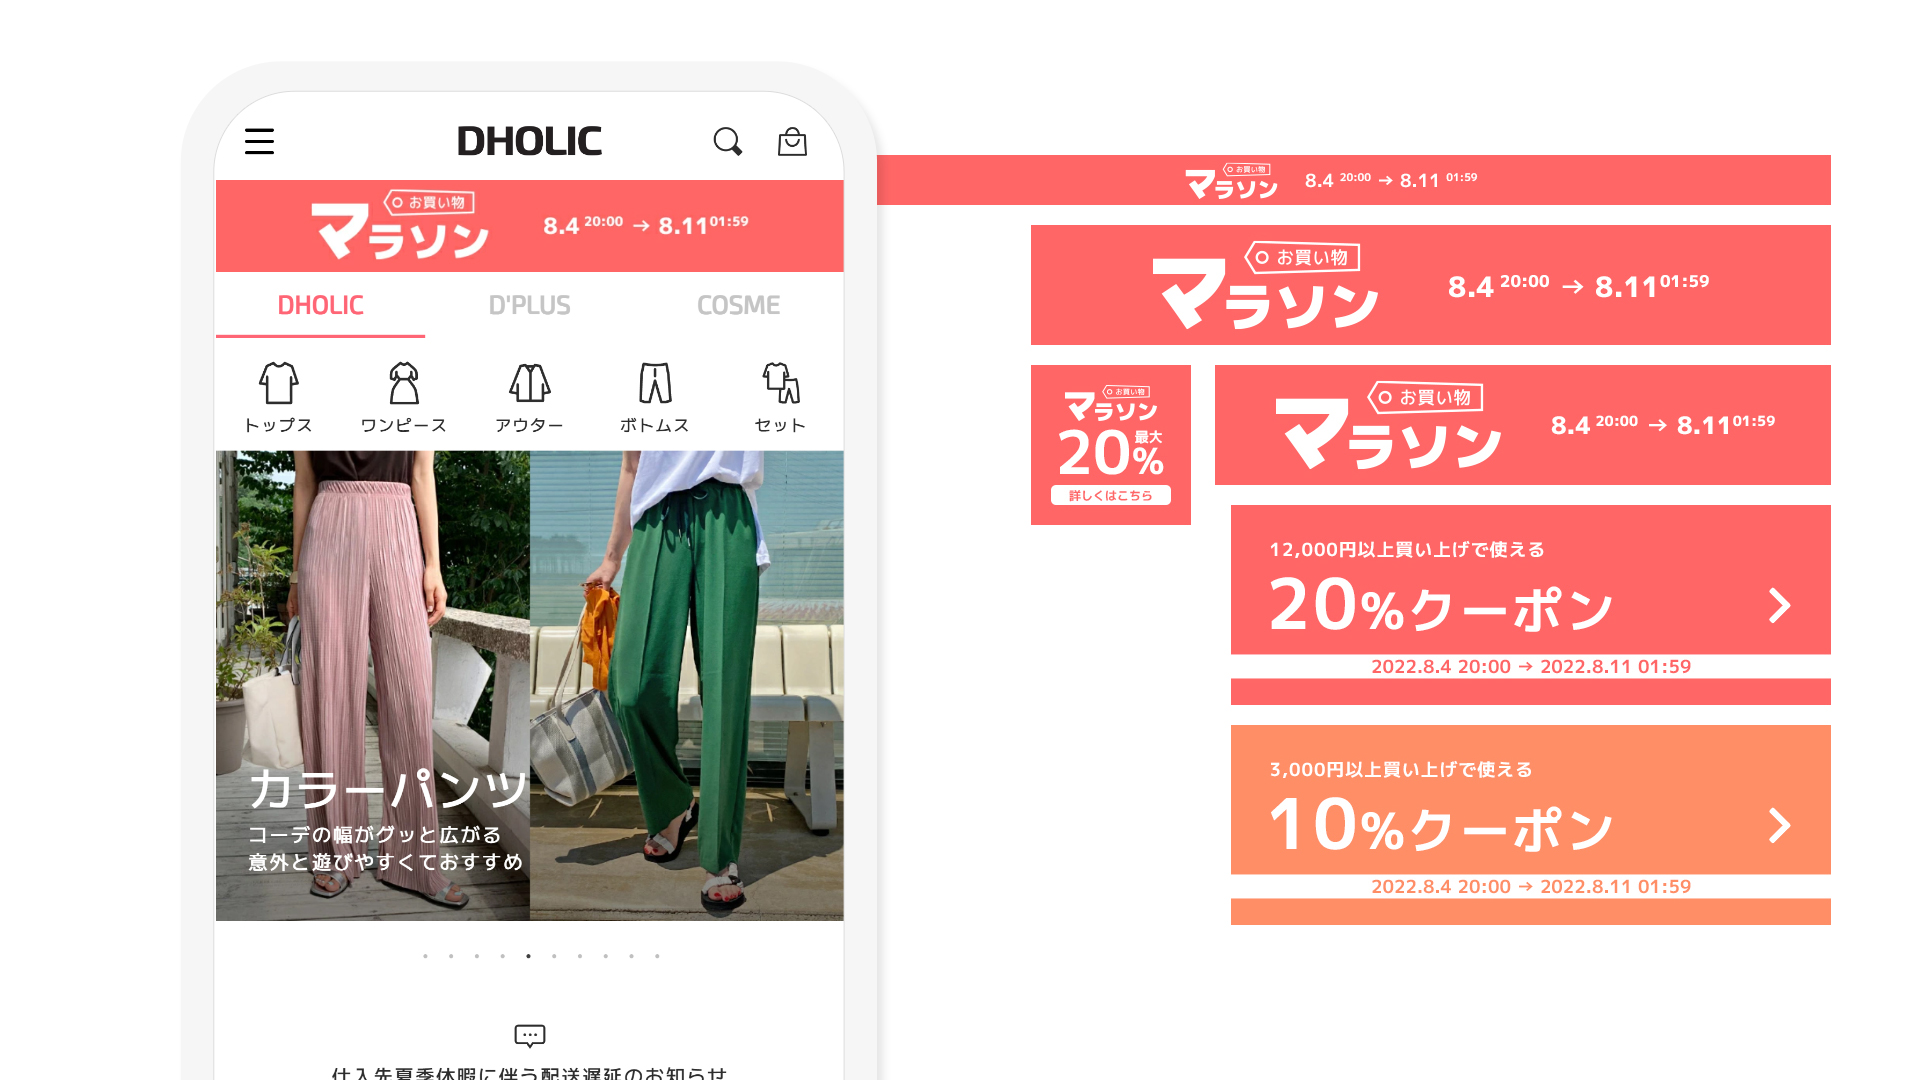 DHOLIC
お買い物
マラソン
8.4 20:00 → 8.11 01:59
DHOLIC
D'PLUS
COSME
トップス
ワンピース
アウター
ボトムス
セット
カラーパンツ
コーデの幅がグッと広がる
意外と遊びやすくておすすめ
仕入先夏季休暇に伴う配送遅延のお知らせ
お買い物
マラソン
8.4 20:00 → 8.11 01:59
お買い物
マラソン
8.4 20:00 → 8.11 01:59
お買い物
マラソン
最大
20%
詳しくはこちら
お買い物
マラソン
8.4 20:00 → 8.11 01:59
12,000円以上買い上げで使える
20%クーポン
2022.8.4 20:00 → 2022.8.11 01:59
3,000円以上買い上げで使える
10%クーポン
2022.8.4 20:00 → 2022.8.11 01:59